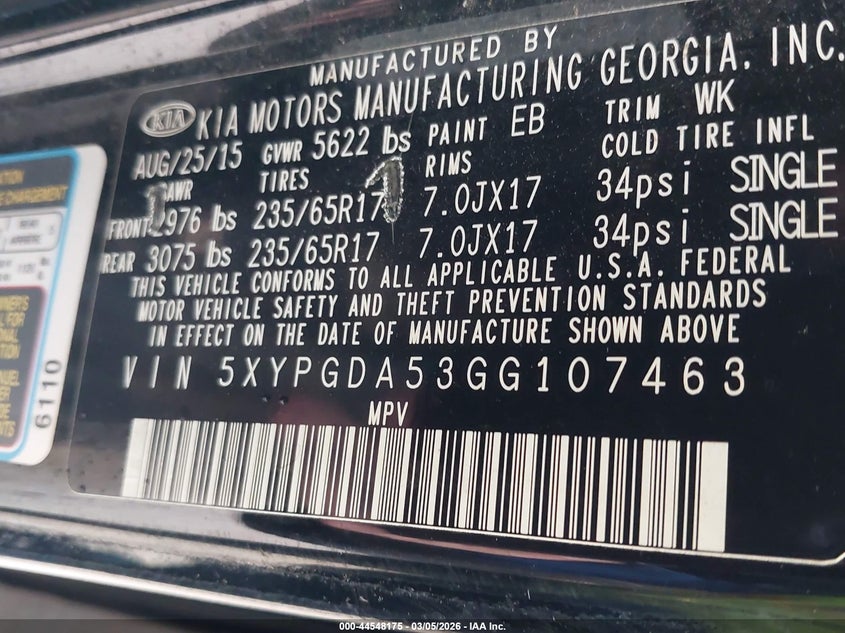 MANUFACTURED BY
KIA KIA MOTORS MANUFACTURING GEORGIA, INC.
AUG/25/15 GVWR 5622 lbs PAINT EB TRIM WK
TIRES RIMS COLD TIRE INFL
FRONT 2976 lbs 235/65R17 7.0JX17 34psi SINGLE
REAR 3075 lbs 235/65R17 7.0JX17 34psi SINGLE
THIS VEHICLE CONFORMS TO ALL APPLICABLE U.S.A. FEDERAL
MOTOR VEHICLE SAFETY AND THEFT PREVENTION STANDARDS
IN EFFECT ON THE DATE OF MANUFACTURE SHOWN ABOVE
VIN 5XYPGDA53GG107463
MPV
6110
000-44548175 - 03/05/2026 - IAA Inc.